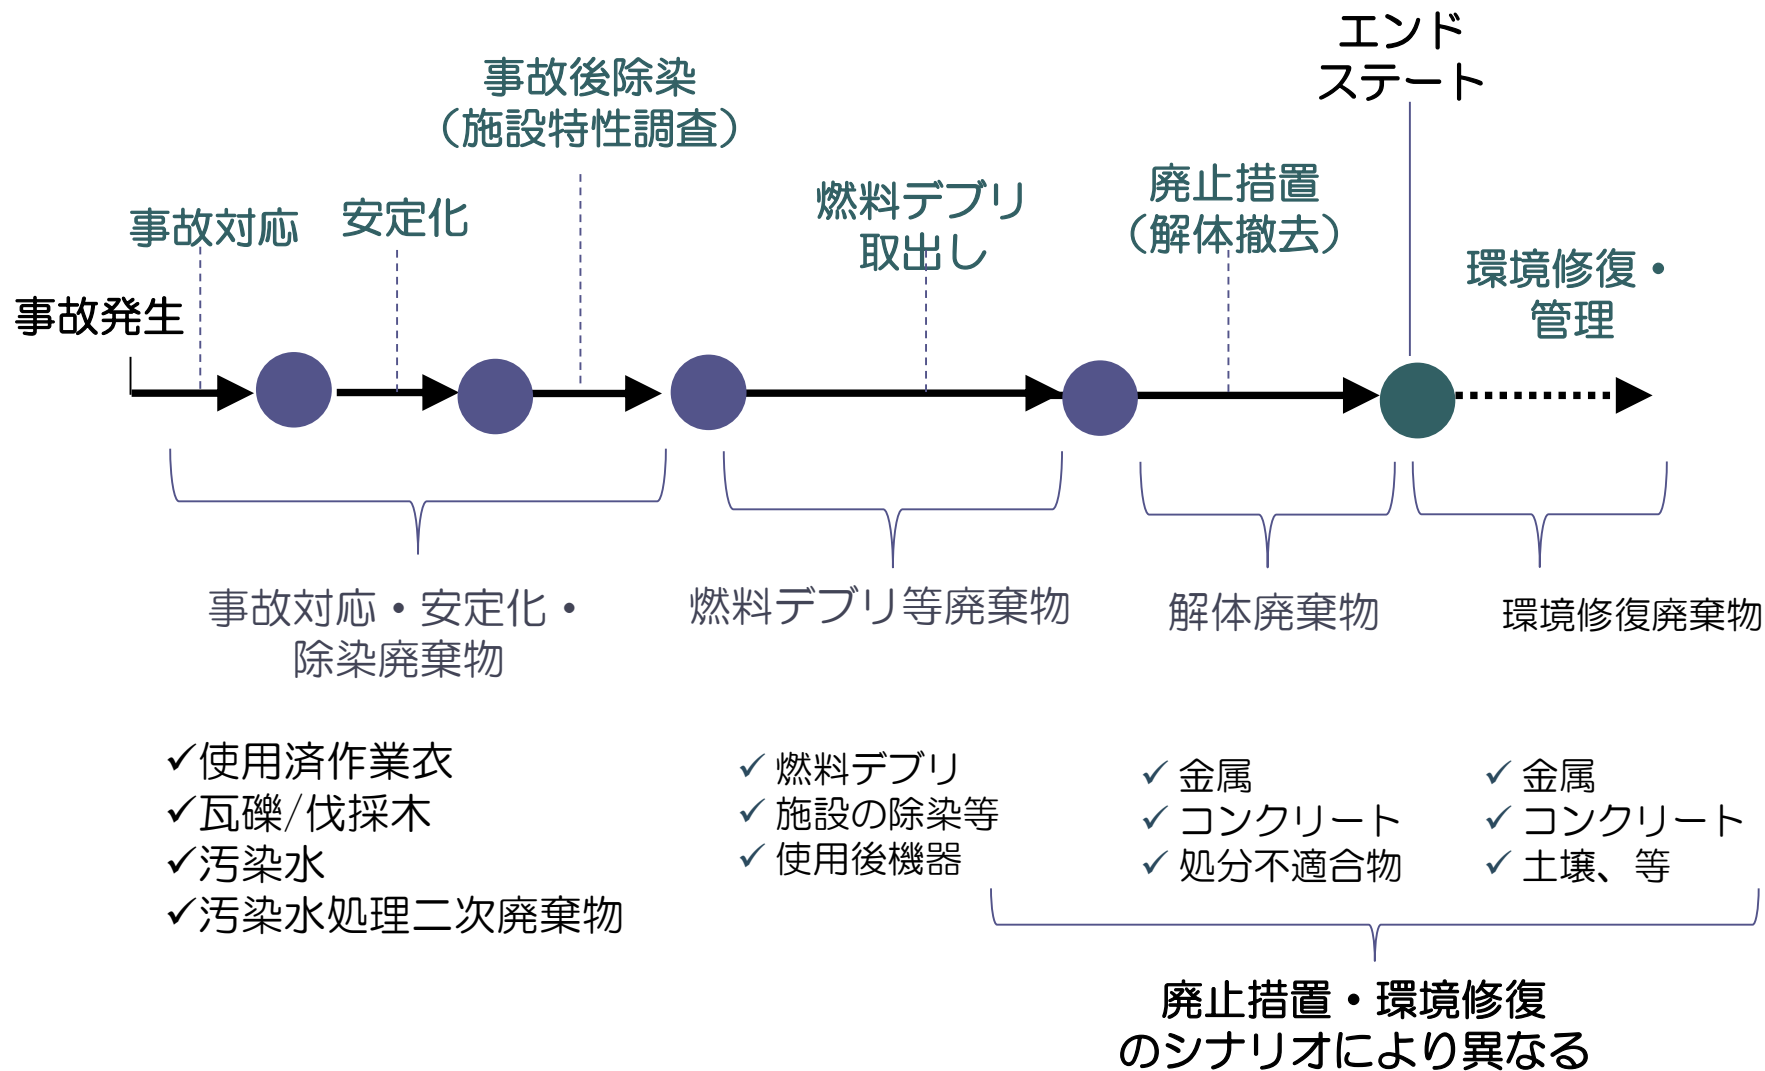 エンド
ステート
事故後除染
（施設特性調査）
燃料デブリ
取出し
廃止措置
（解体撤去）
事故対応
安定化
環境修復・
管理
事故発生
事故対応・安定化・
除染廃棄物
燃料デブリ等廃棄物
解体廃棄物
環境修復廃棄物
✓使用済作業衣
✓瓦礫/伐採木
✓汚染水
✓汚染水処理二次廃棄物
✓ 燃料デブリ
✓ 施設の除染等
✓ 使用後機器
✓ 金属
✓ コンクリート
✓ 処分不適合物
✓ 金属
✓ コンクリート
✓ 土壌、等
廃止措置・環境修復
のシナリオにより異なる